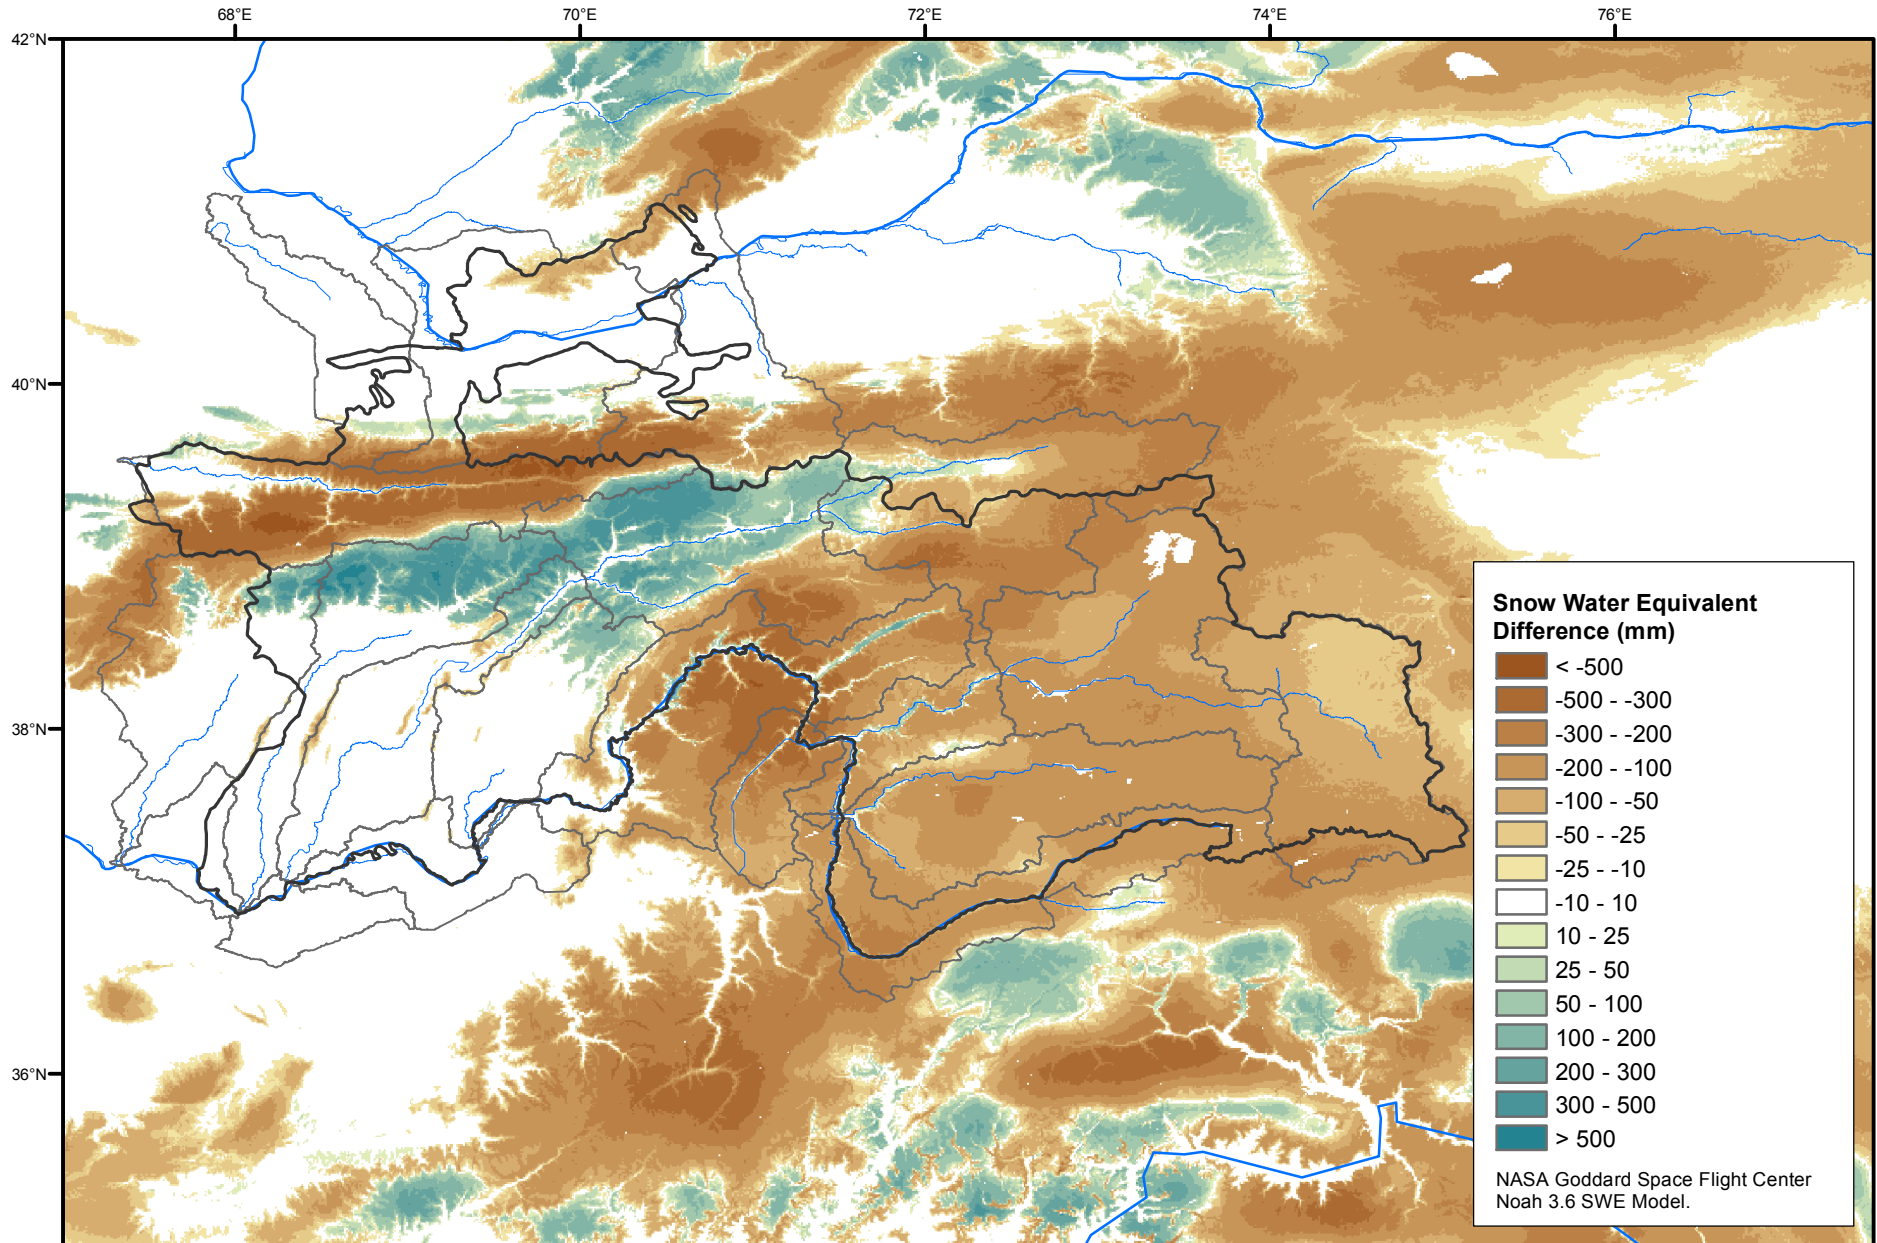 68°E
70°E
72°E
74°E
76°E
42°N
40°N
38°N
36°N
Snow Water Equivalent
Difference (mm)
< -500
-500 - -300
-300 - -200
-200 - -100
-100 - -50
-50 - -25
-25 - -10
-10 - 10
10 - 25
25 - 50
50 - 100
100 - 200
200 - 300
300 - 500
> 500
NASA Goddard Space Flight Center
Noah 3.6 SWE Model.